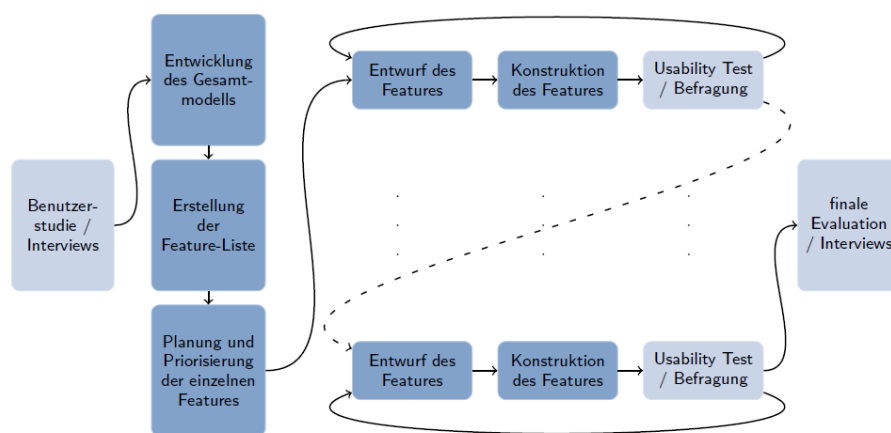 Benutzer-
studie /
Interviews
Entwicklung
des Gesamt-
modells
Erstellung
der
Feature-Liste
Planung und
Priorisierung
der einzelnen
Features
Entwurf des
Features
Konstruktion
des Features
Usability Test
/ Befragung
Entwurf des
Features
Konstruktion
des Features
Usability Test
/ Befragung
finale
Evaluation
/ Interviews